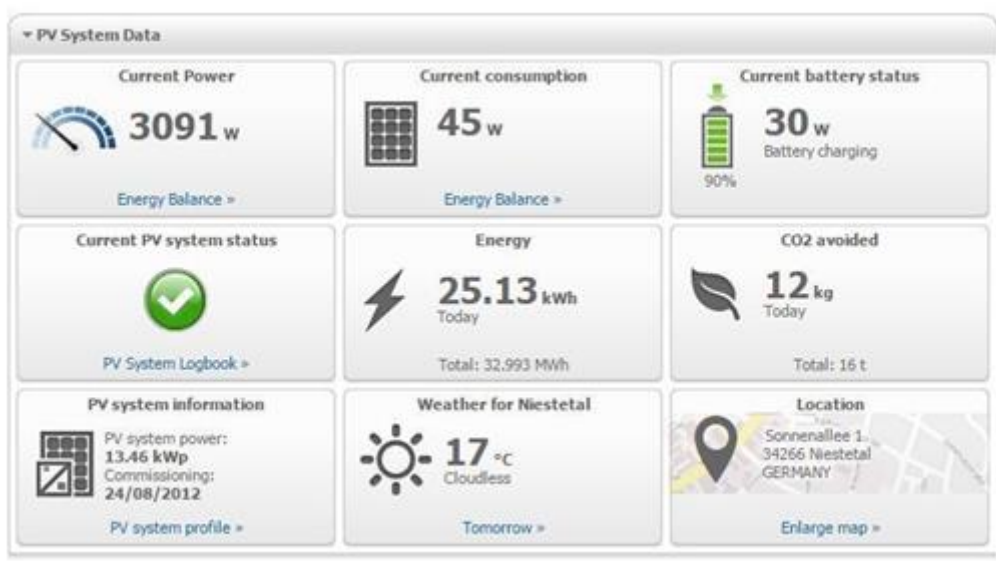 PV System Data
Current Power
3091 W
Energy Balance »
Current consumption
45 W
Energy Balance »
Current battery status
30 W
Battery charging
90%
Current PV system status
PV System Logbook »
Energy
25.13 kWh
Today
Total: 32.993 MWh
CO2 avoided
12 kg
Today
Total: 16 t
PV system information
PV system power:
13.46 kWp
Commissioning:
24/08/2012
PV system profile »
Weather for Niestetal
17 °C
Cloudless
Tomorrow »
Location
Sonnenallee 1
34266 Niestetal
GERMANY
Enlarge map »